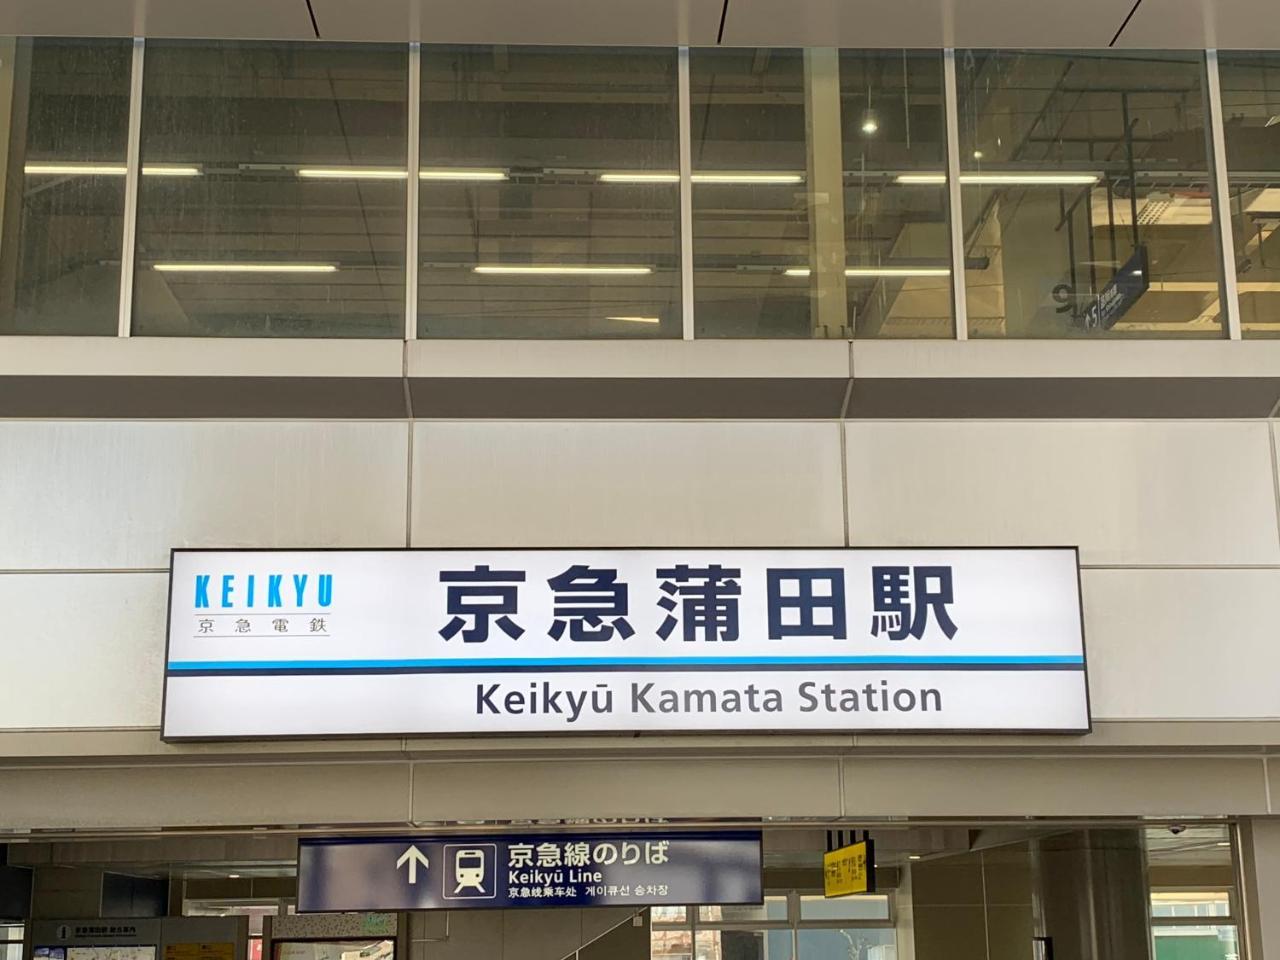 KEIKYU
京急電鉄
京急蒲田駅
Keikyū Kamata Station
京急線のりば
Keikyū Line
京急线乘车处 게이큐선 승차장